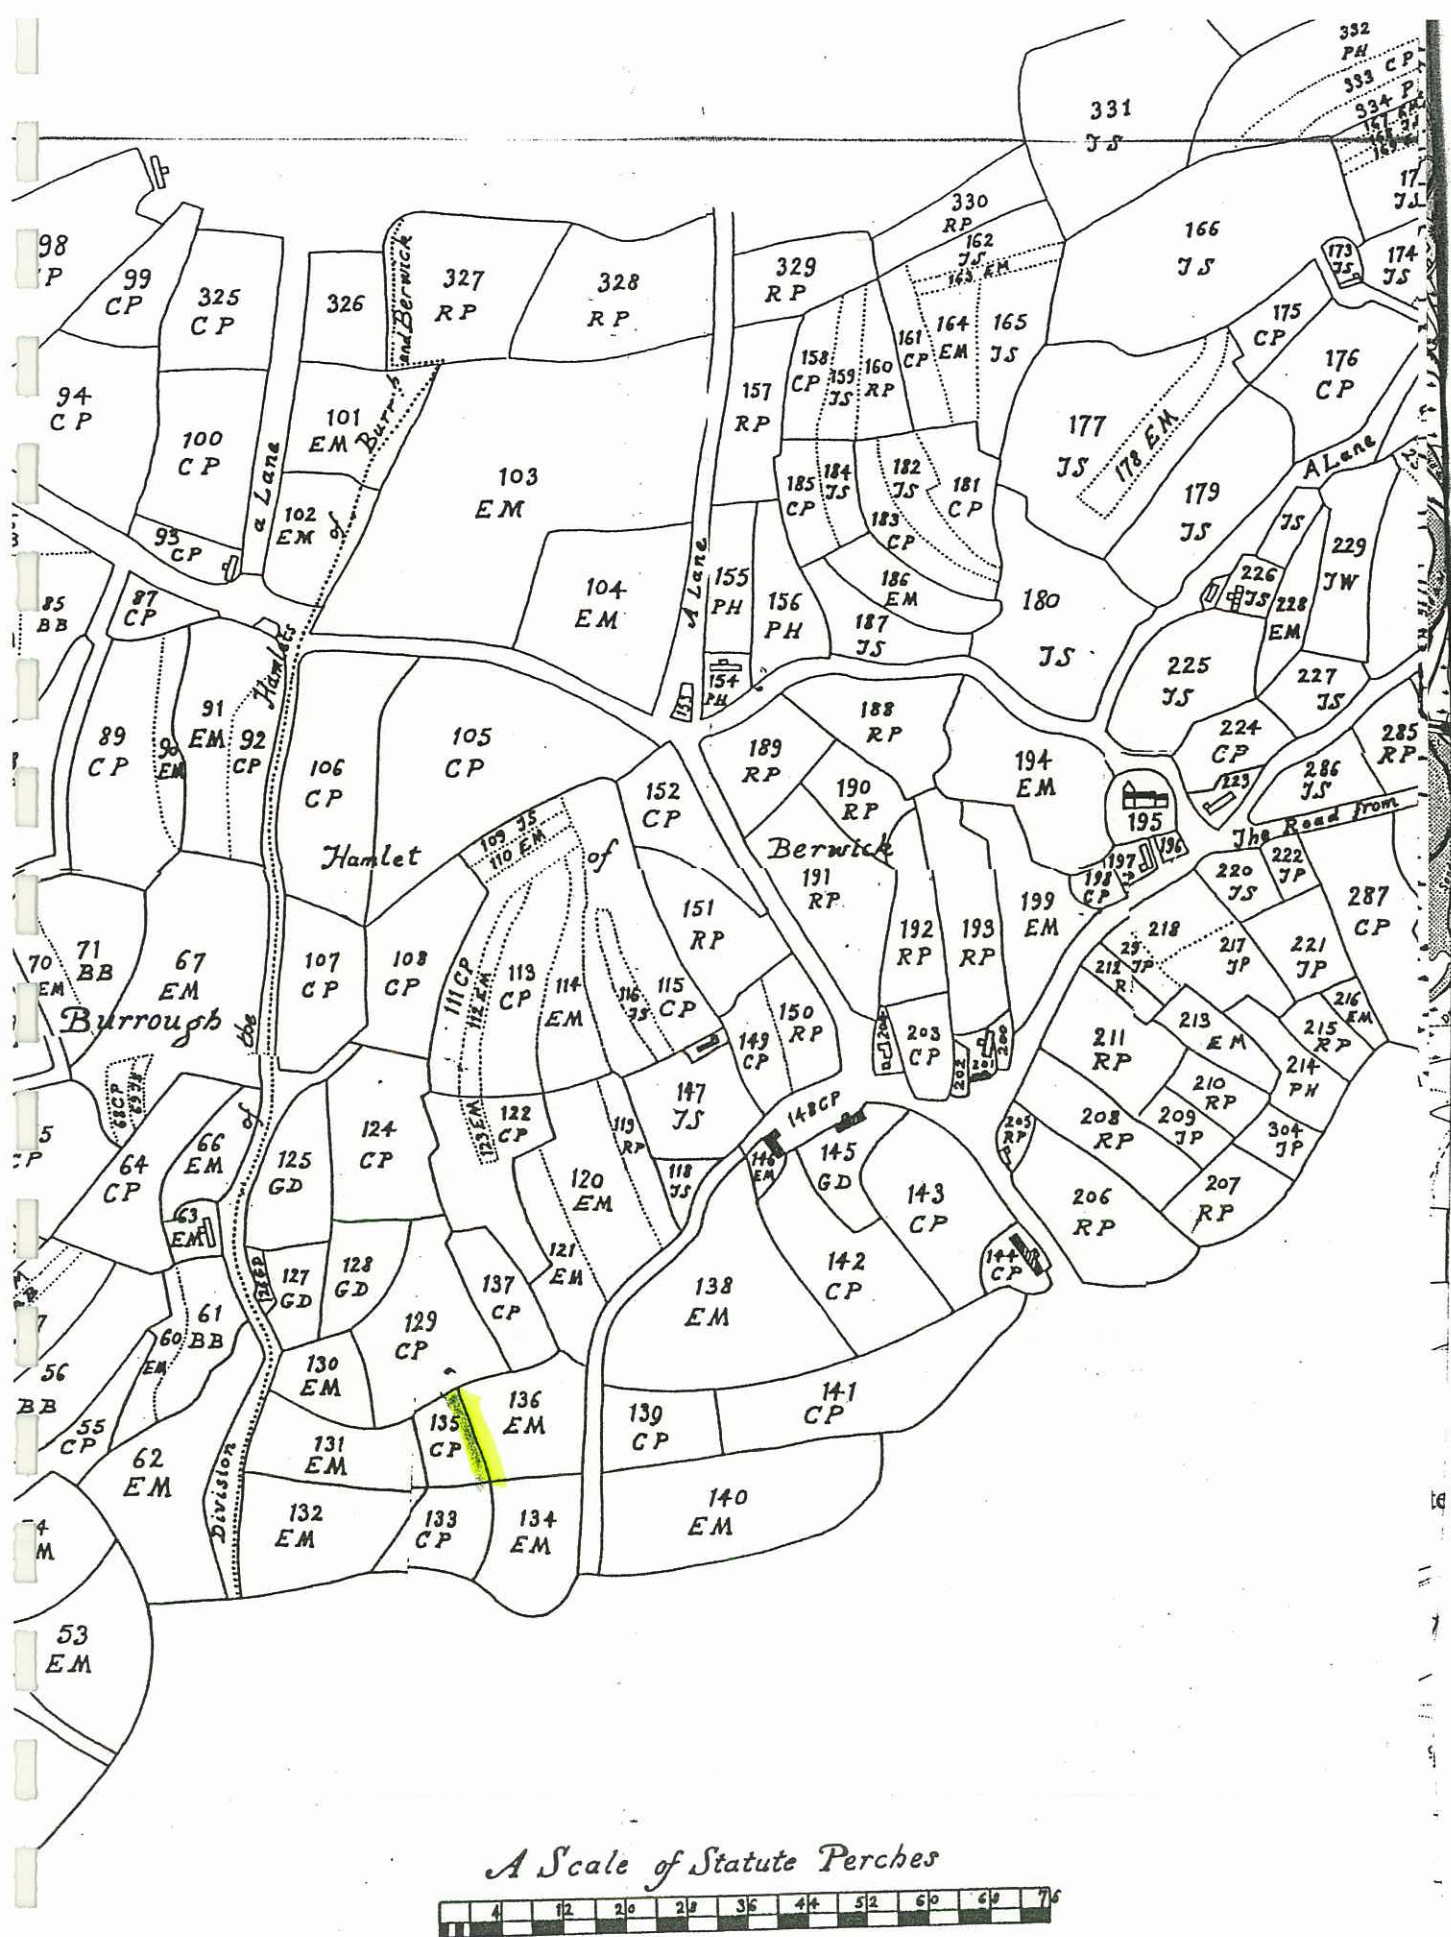 332
PH
333 CP
334 P
331
JS
330
RP
162
JS
163 EM
166
JS
17
JS
173
JS
174
JS
98
P
99
CP
325
CP
326
and Berwick
327
RP
328
RP
329
RP
158
CP
159
JS
160
RP
161
CP
164
EM
165
JS
175
CP
176
CP
94
CP
100
CP
a Lane
101
EM
103
EM
157
RP
177
JS
178 EM
179
JS
A Lane
185
CP
184
JS
182
JS
181
CP
183
CP
93
CP
102
EM
of
104
EM
A Lane
155
PH
156
PH
186
EM
187
JS
180
JS
JS
229
JW
226
JS
228
EM
225
JS
227
JS
85
BB
87
CP
Hamlets
154
PH
153
89
CP
90
EM
91
EM
92
CP
106
CP
105
CP
152
CP
189
RP
188
RP
190
RP
194
EM
224
CP
223
285
RP
286
JS
The Road from
195
196
197
198
CP
109 JS
110 EM
Hamlet
of
Berwick
191
RP
192
RP
193
RP
199
EM
220
JS
222
JP
287
CP
218
217
JP
221
JP
212
R
29
JP
216
EM
215
RP
213
EM
214
PH
211
RP
210
RP
209
JP
208
RP
304
JP
207
RP
206
RP
205
RP
70
EM
71
BB
67
EM
Burrough
the
107
CP
108
CP
111 CP
112 EM
113
CP
114
EM
116
JS
115
CP
151
RP
150
RP
149
CP
204
203
CP
202
201
200
68 CP
66
EM
of
64
CP
63
EM
125
GD
124
CP
123 EM
122
CP
119
RP
120
EM
121
EM
147
JS
118
JS
148 CP
146
EM
145
GD
143
CP
142
CP
144
CP
5
CP
127
GD
128
GD
129
CP
137
CP
138
EM
61
BB
60
EM
56
BB
55
CP
62
EM
Division
130
EM
131
EM
132
EM
135
CP
136
EM
133
CP
134
EM
139
CP
141
CP
140
EM
53
EM
A Scale of Statute Perches
4 12 20 28 36 44 52 60 68 76